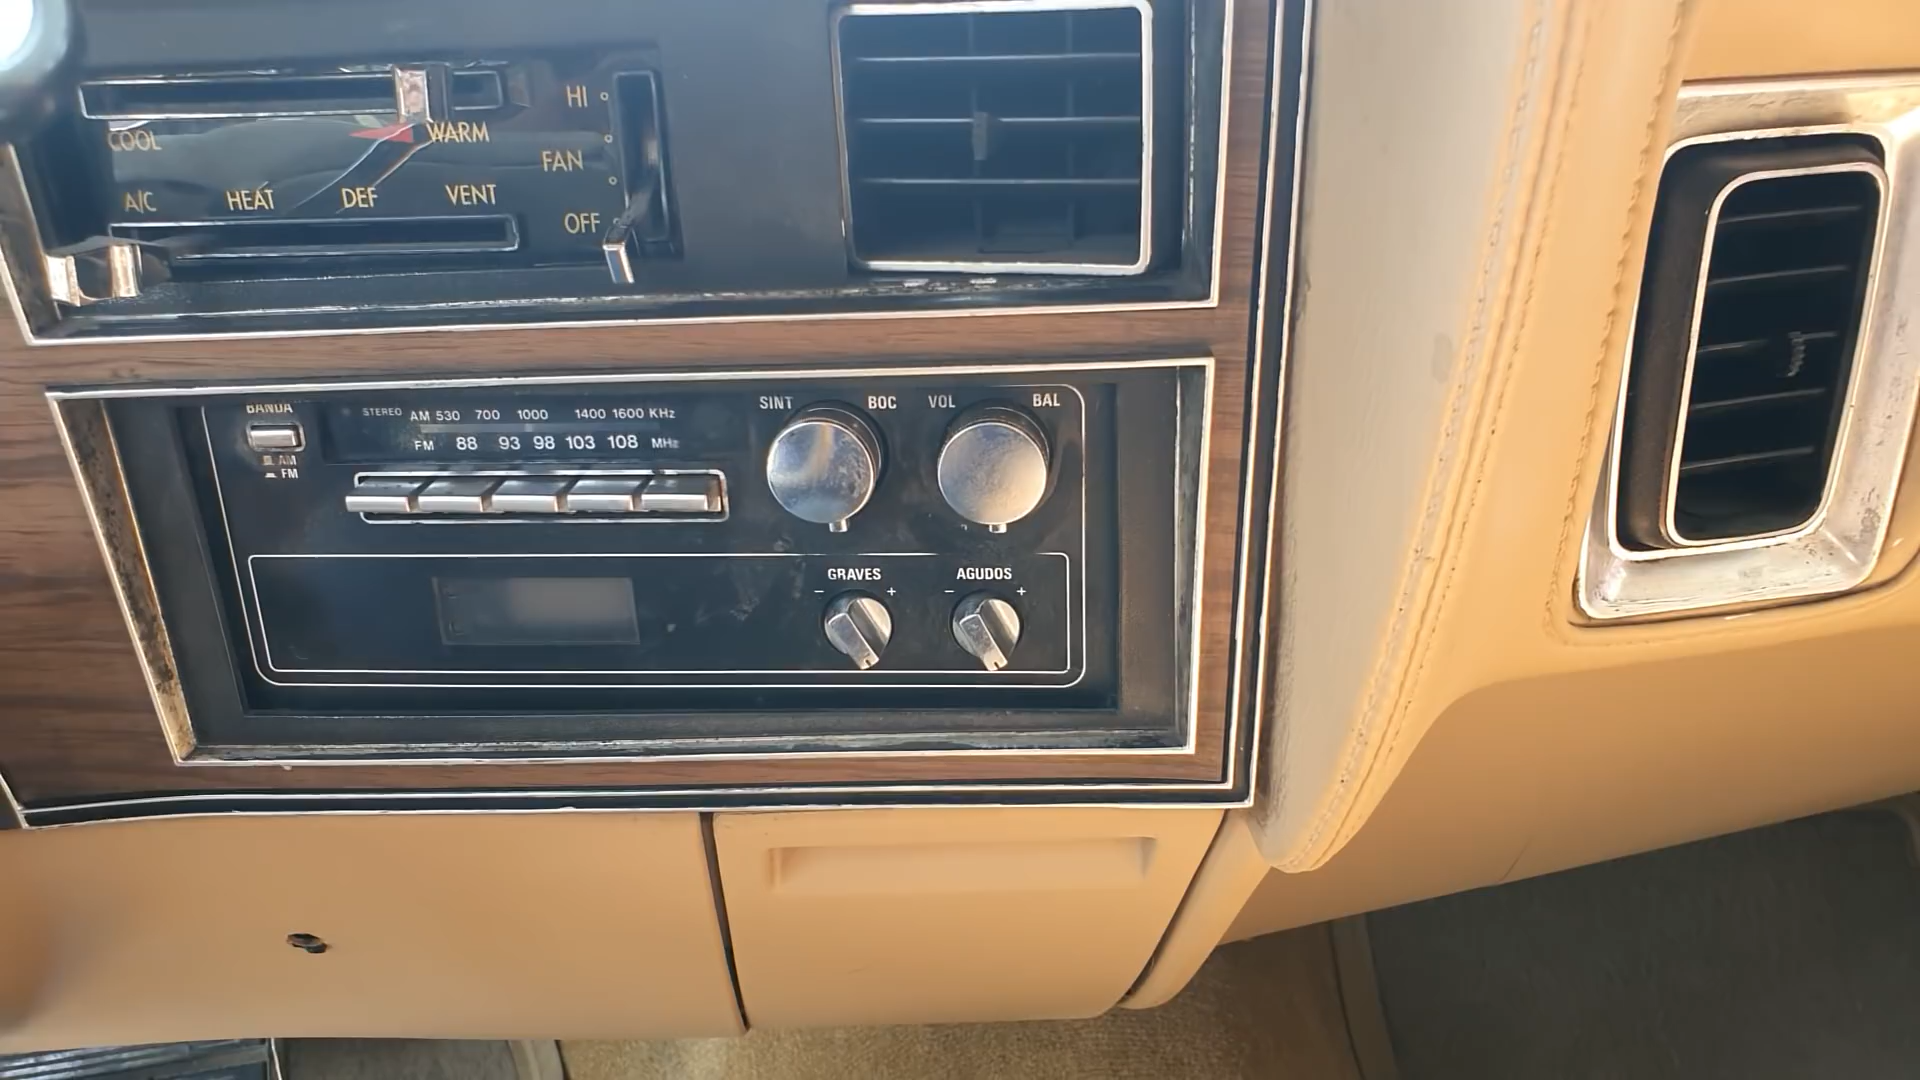 HI
COOL WARM
FAN
A/C HEAT DEF VENT
OFF
BANDA
STEREO AM 530 700 1000 1400 1600 KHz
FM 88 93 98 103 108 MHz
AM
FM
SINT BOC VOL BAL
GRAVES AGUDOS
- + - +